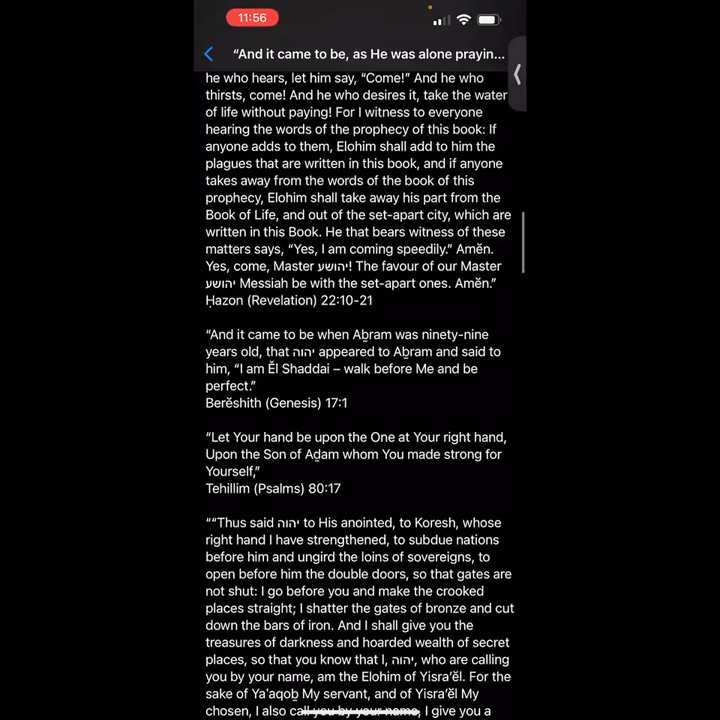 11:56
“And it came to be, as He was alone prayin...
he who hears, let him say, “Come!” And he who
thirsts, come! And he who desires it, take the water
of life without paying! For I witness to everyone
hearing the words of the prophecy of this book: If
anyone adds to them, Elohim shall add to him the
plagues that are written in this book, and if anyone
takes away from the words of the book of this
prophecy, Elohim shall take away his part from the
Book of Life, and out of the set-apart city, which are
written in this Book. He that bears witness of these
matters says, “Yes, I am coming speedily.” Amĕn.
Yes, come, Master יהושע! The favour of our Master
יהושע Messiah be with the set-apart ones. Amĕn.”
Ḥazon (Revelation) 22:10-21
“And it came to be when Aḇram was ninety-nine
years old, that יהוה appeared to Aḇram and said to
him, “I am Ěl Shaddai – walk before Me and be
perfect.”
Berĕshith (Genesis) 17:1
“Let Your hand be upon the One at Your right hand,
Upon the Son of Aḏam whom You made strong for
Yourself,”
Tehillim (Psalms) 80:17
““Thus said יהוה to His anointed, to Koresh, whose
right hand I have strengthened, to subdue nations
before him and ungird the loins of sovereigns, to
open before him the double doors, so that gates are
not shut: I go before you and make the crooked
places straight; I shatter the gates of bronze and cut
down the bars of iron. And I shall give you the
treasures of darkness and hoarded wealth of secret
places, so that you know that I, יהוה, who are calling
you by your name, am the Elohim of Yisra’ĕl. For the
sake of Ya‛aqoḇ My servant, and of Yisra’ĕl My
chosen, I also call you by your name, I give you a